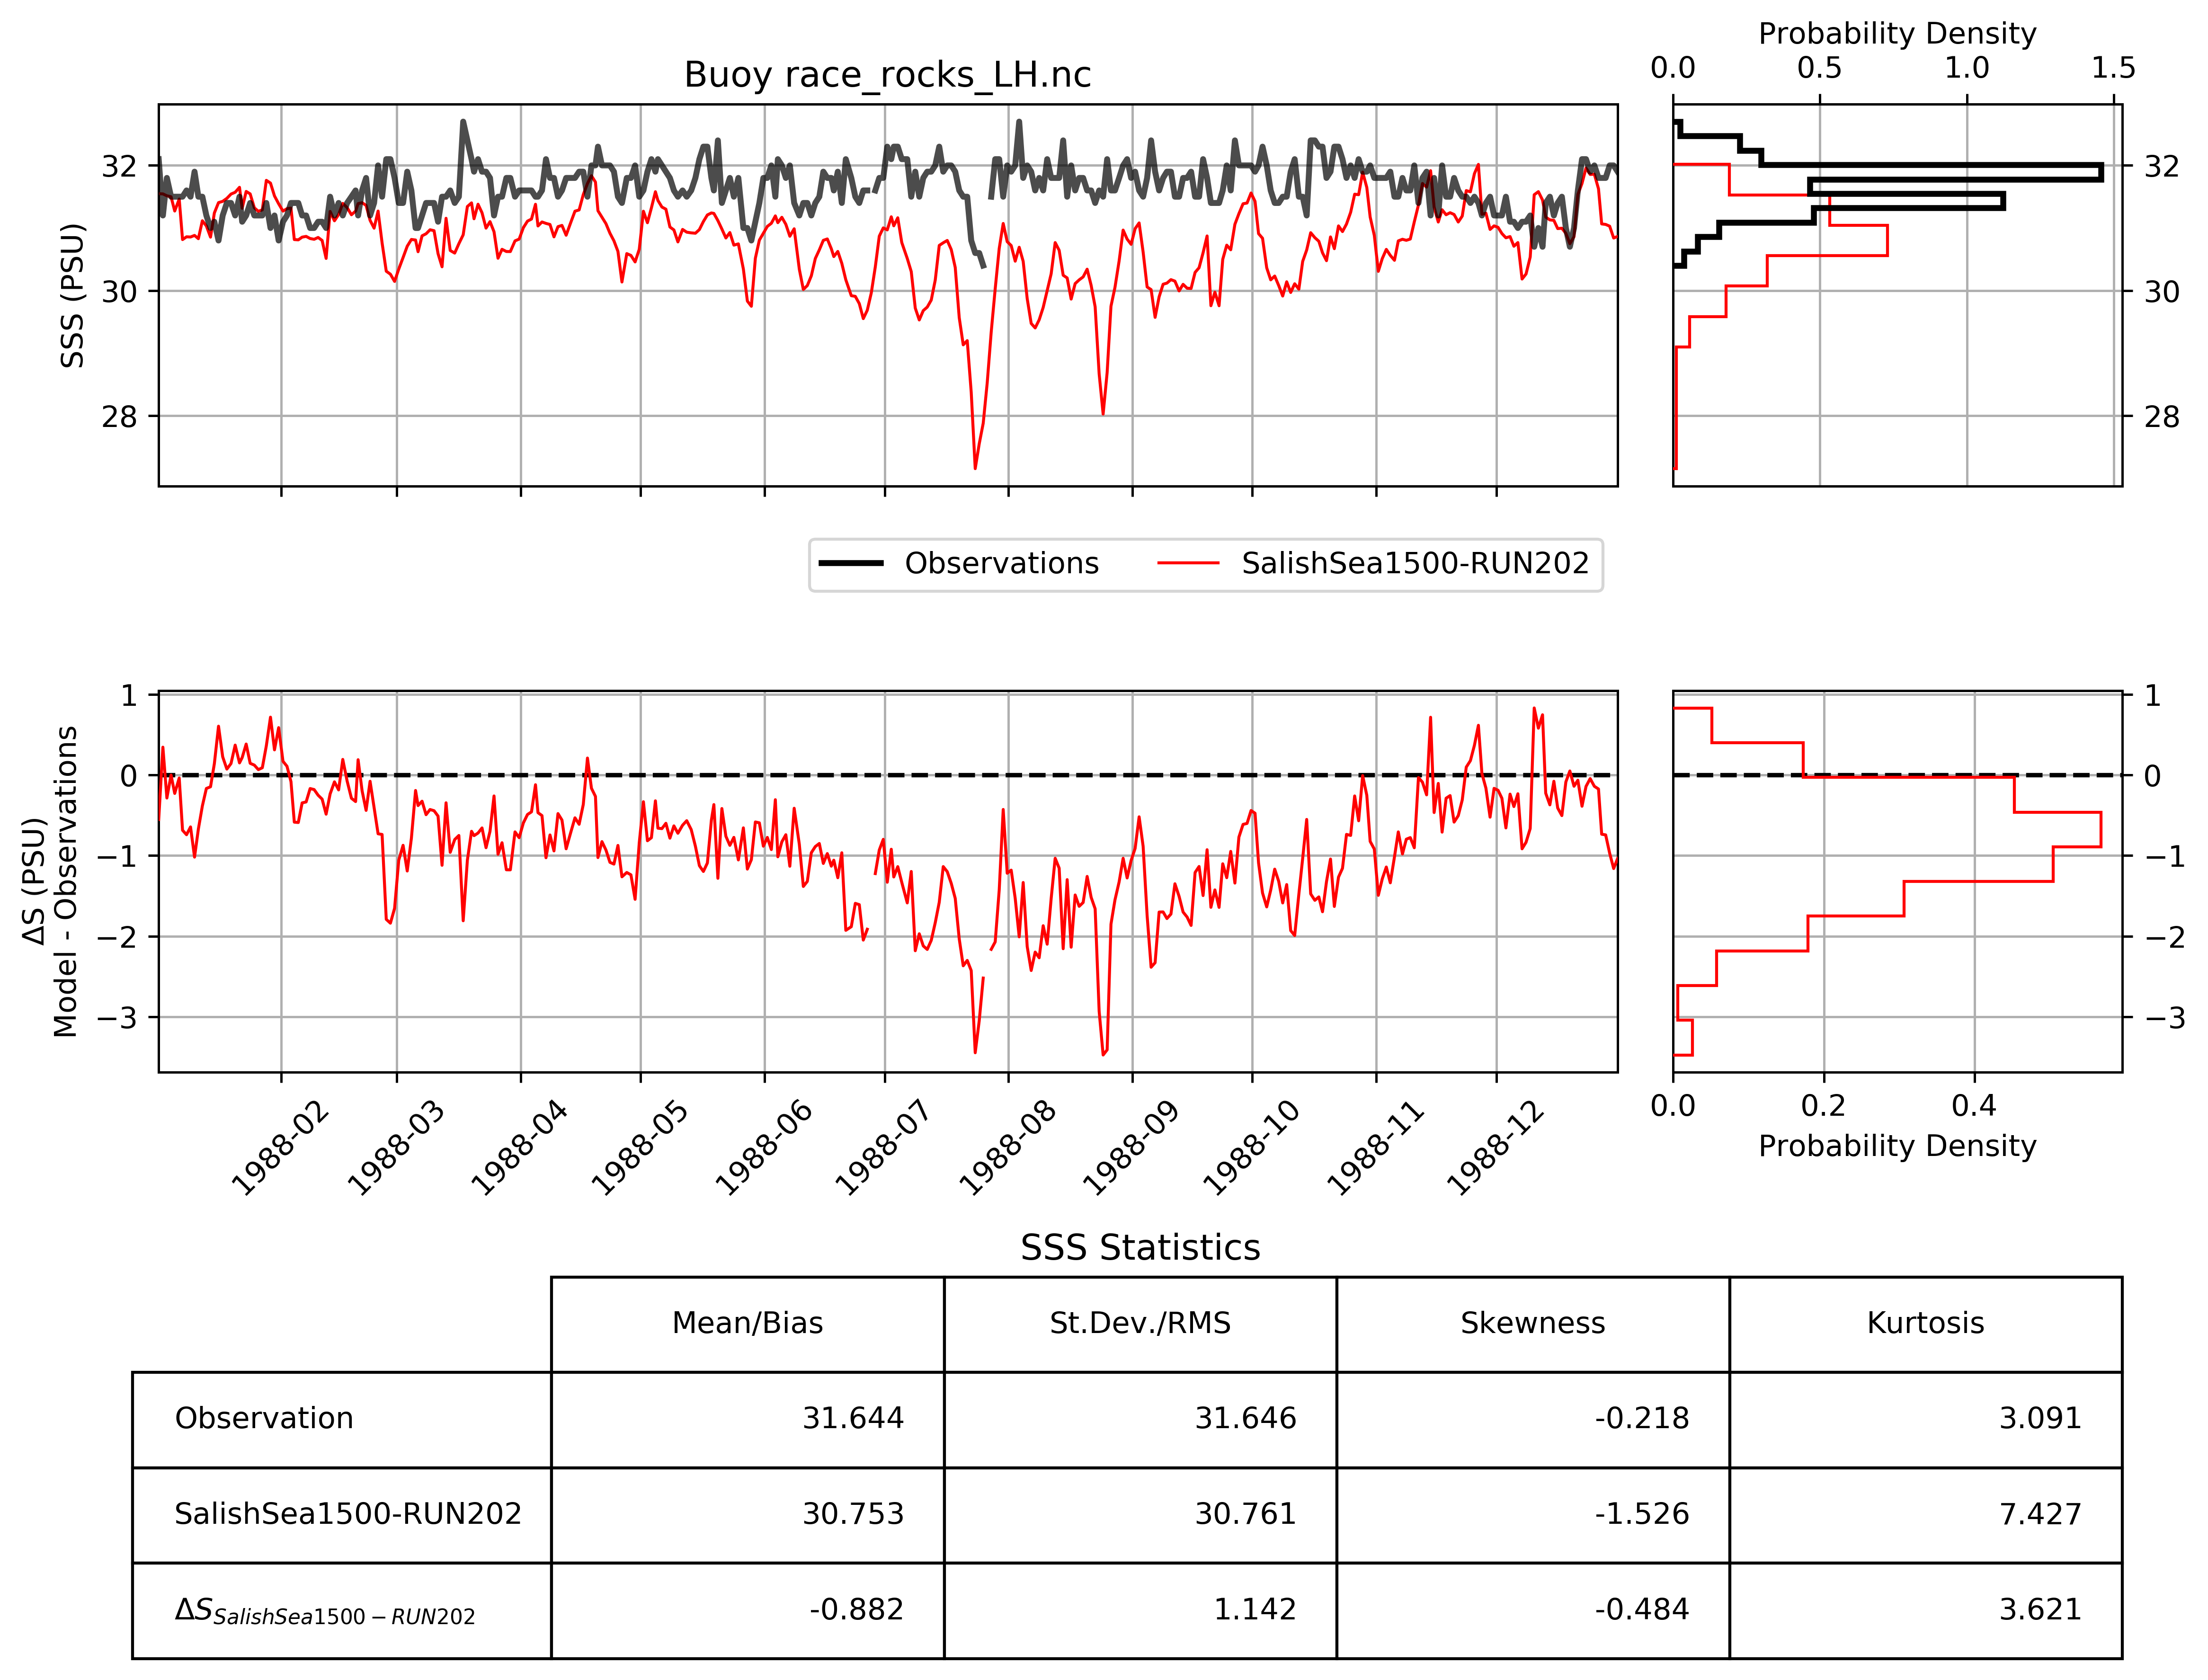 Probability Density
0.0 0.5 1.0 1.5
Buoy race_rocks_LH.nc
SSS (PSU)
32
30
28
32
30
28
Observations SalishSea1500-RUN202
ΔS (PSU)
Model - Observations
1
0
−1
−2
−3
1
0
−1
−2
−3
1988-02 1988-03 1988-04 1988-05 1988-06 1988-07 1988-08 1988-09 1988-10 1988-11 1988-12
0.0 0.2 0.4
Probability Density
SSS Statistics
Mean/Bias St.Dev./RMS Skewness Kurtosis
Observation 31.644 31.646 -0.218 3.091
SalishSea1500-RUN202 30.753 30.761 -1.526 7.427
ΔS SalishSea1500−RUN202 -0.882 1.142 -0.484 3.621